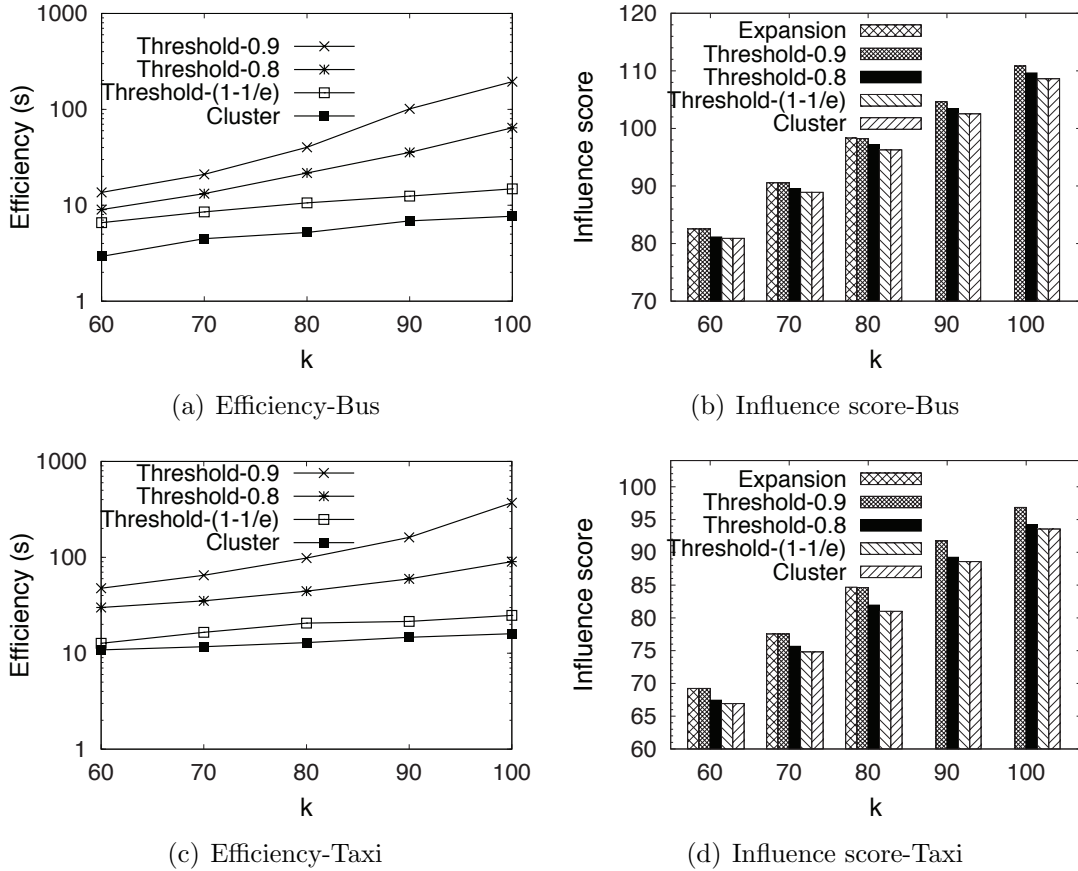 1000
100
10
1
Efficiency (s)
Threshold-0.9
Threshold-0.8
Threshold-(1-1/e)
Cluster
60 70 80 90 100
k
(a) Efficiency-Bus
120
110
100
90
80
70
Influence score
Expansion
Threshold-0.9
Threshold-0.8
Threshold-(1-1/e)
Cluster
60 70 80 90 100
k
(b) Influence score-Bus
1000
100
10
1
Efficiency (s)
Threshold-0.9
Threshold-0.8
Threshold-(1-1/e)
Cluster
60 70 80 90 100
k
(c) Efficiency-Taxi
100
95
90
85
80
75
70
65
60
Influence score
Expansion
Threshold-0.9
Threshold-0.8
Threshold-(1-1/e)
Cluster
60 70 80 90 100
k
(d) Influence score-Taxi